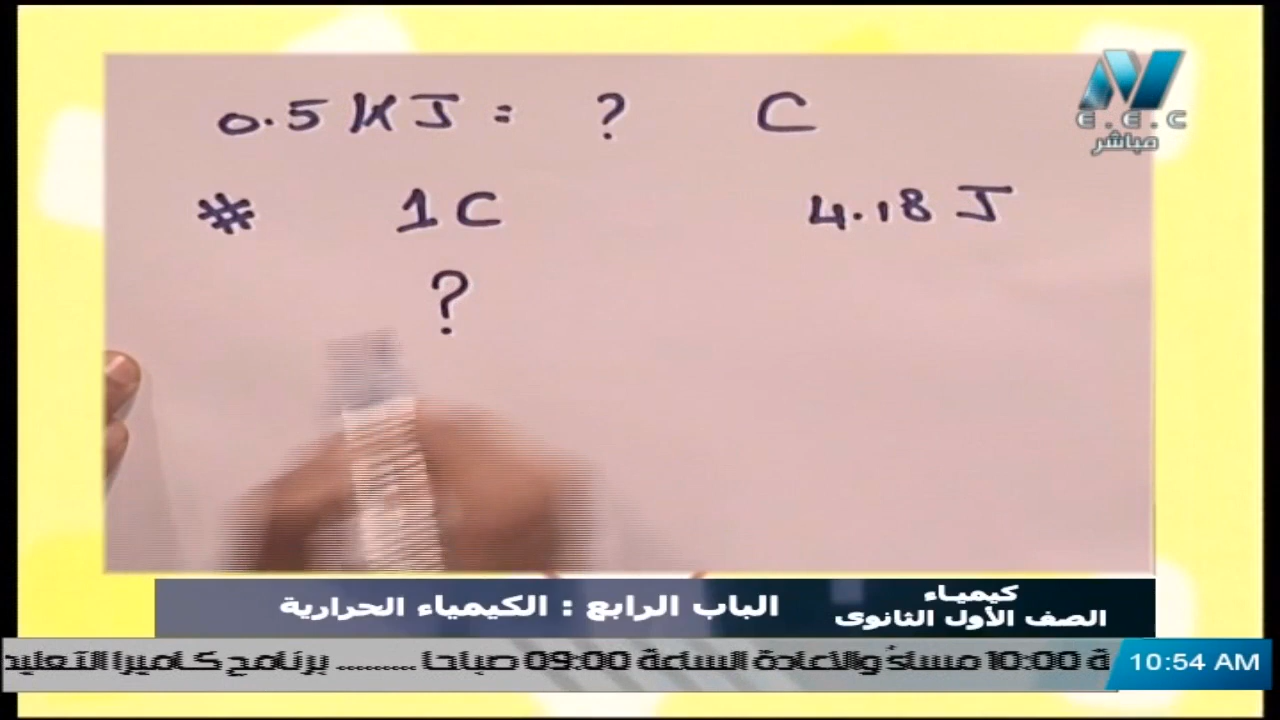 0.5 KJ = ? C
# 1 C 4.18 J
?
E.E.C
مباشر
كيمياء
الصف الأول الثانوى
الباب الرابع : الكيمياء الحرارية
ة 10:00 مساءً والاعادة الساعة 09:00 صباحا ......... برنامج كاميرا التعليم
10:54 AM